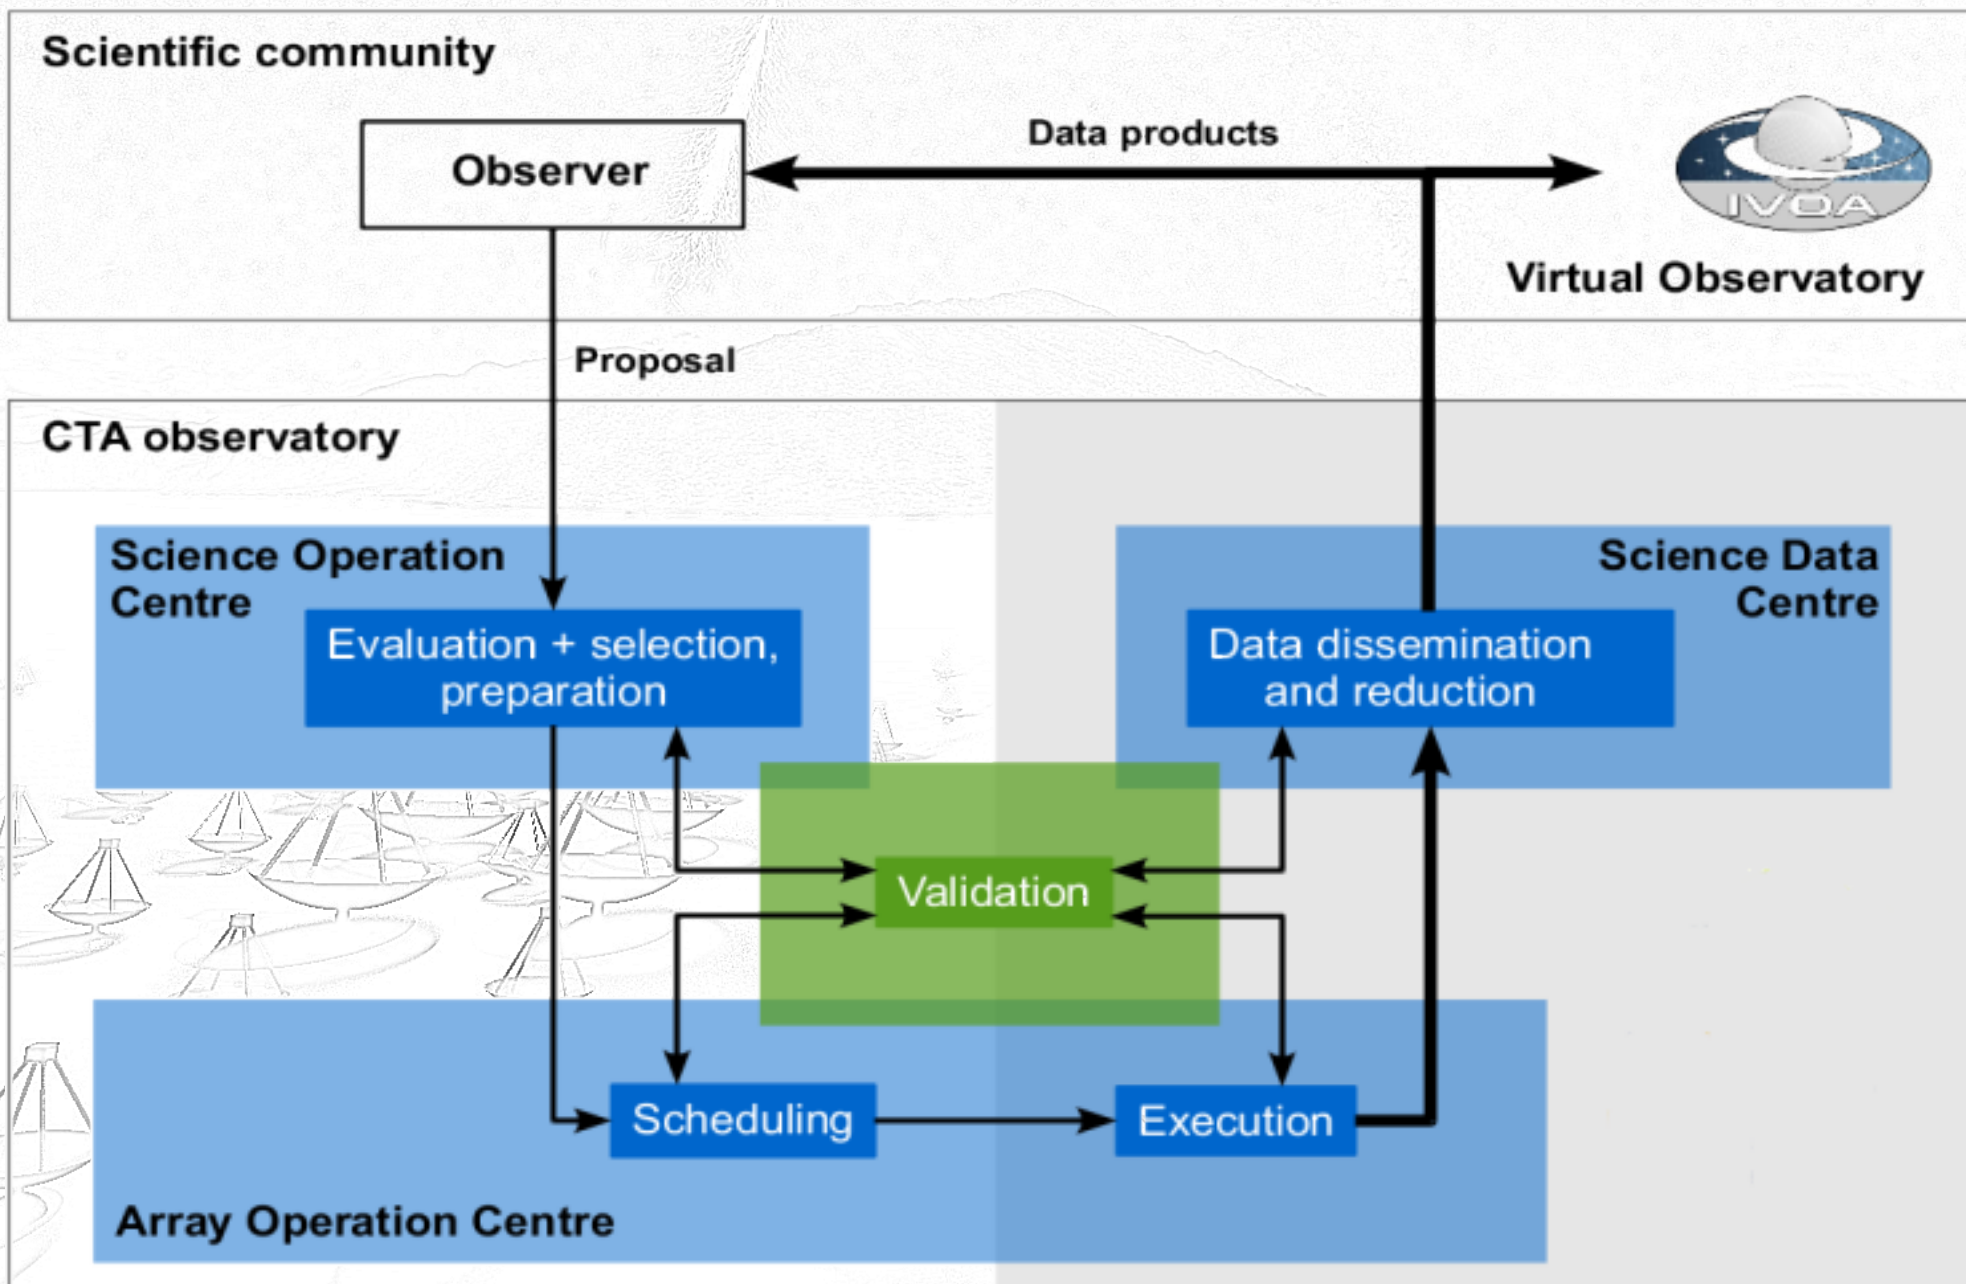 Scientific community
Observer
Data products
IVOA
Virtual Observatory
Proposal
CTA observatory
Science Operation
Centre
Evaluation + selection,
preparation
Science Data
Centre
Data dissemination
and reduction
Validation
Scheduling
Execution
Array Operation Centre